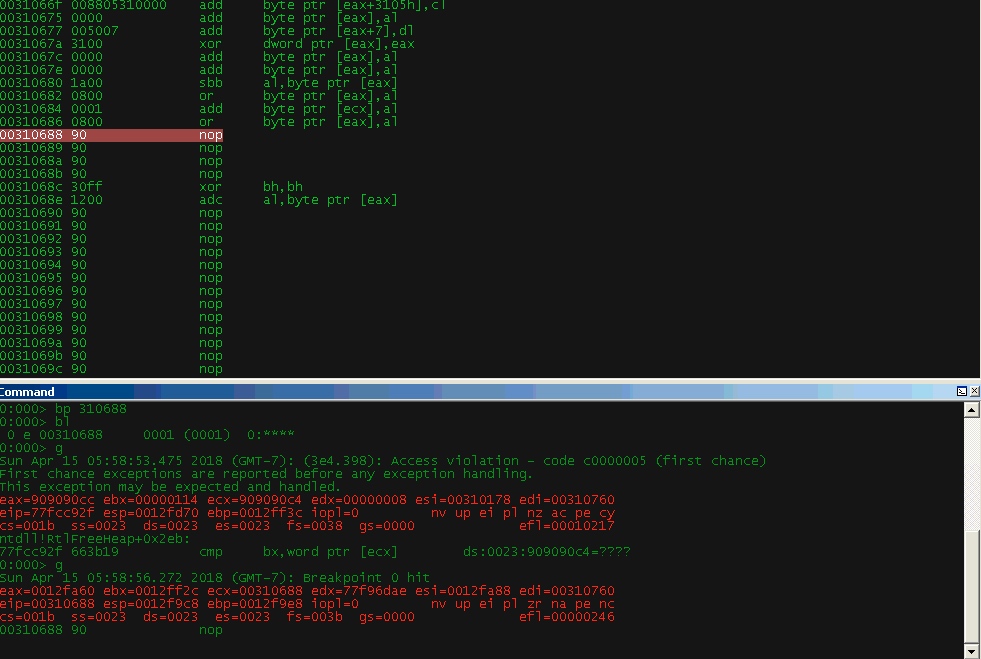 0031066f 008805310000 add byte ptr [eax+3105h],cl
00310675 0000 add byte ptr [eax],al
00310677 005007 add byte ptr [eax+7],dl
0031067a 3100 xor dword ptr [eax],eax
0031067c 0000 add byte ptr [eax],al
0031067e 0000 add byte ptr [eax],al
00310680 1a00 sbb al,byte ptr [eax]
00310682 0800 or byte ptr [eax],al
00310684 0001 add byte ptr [ecx],al
00310686 0800 or byte ptr [eax],al
00310688 90 nop
00310689 90 nop
0031068a 90 nop
0031068b 90 nop
0031068c 30ff xor bh,bh
0031068e 1200 adc al,byte ptr [eax]
00310690 90 nop
00310691 90 nop
00310692 90 nop
00310693 90 nop
00310694 90 nop
00310695 90 nop
00310696 90 nop
00310697 90 nop
00310698 90 nop
00310699 90 nop
0031069a 90 nop
0031069b 90 nop
0031069c 90 nop
Command
0:000> bp 310688
0:000> bl
0 e 00310688 0001 (0001) 0:****
0:000> g
Sun Apr 15 05:58:53.475 2018 (GMT-7): (3e4.398): Access violation - code c0000005 (first chance)
First chance exceptions are reported before any exception handling.
This exception may be expected and handled.
eax=909090cc ebx=00000114 ecx=909090c4 edx=00000008 esi=00310178 edi=00310760
eip=77fcc92f esp=0012fd70 ebp=0012ff3c iopl=0 nv up ei pl nz ac pe cy
cs=001b ss=0023 ds=0023 es=0023 fs=0038 gs=0000 efl=00010217
ntdll!RtlFreeHeap+0x2eb:
77fcc92f 663b19 cmp bx,word ptr [ecx] ds:0023:909090c4=????
0:000> g
Sun Apr 15 05:58:56.272 2018 (GMT-7): Breakpoint 0 hit
eax=0012fa60 ebx=0012ff2c ecx=00310688 edx=77f96dae esi=0012fa88 edi=00310760
eip=00310688 esp=0012f9c8 ebp=0012f9e8 iopl=0 nv up ei pl zr na pe nc
cs=001b ss=0023 ds=0023 es=0023 fs=003b gs=0000 efl=00000246
00310688 90 nop